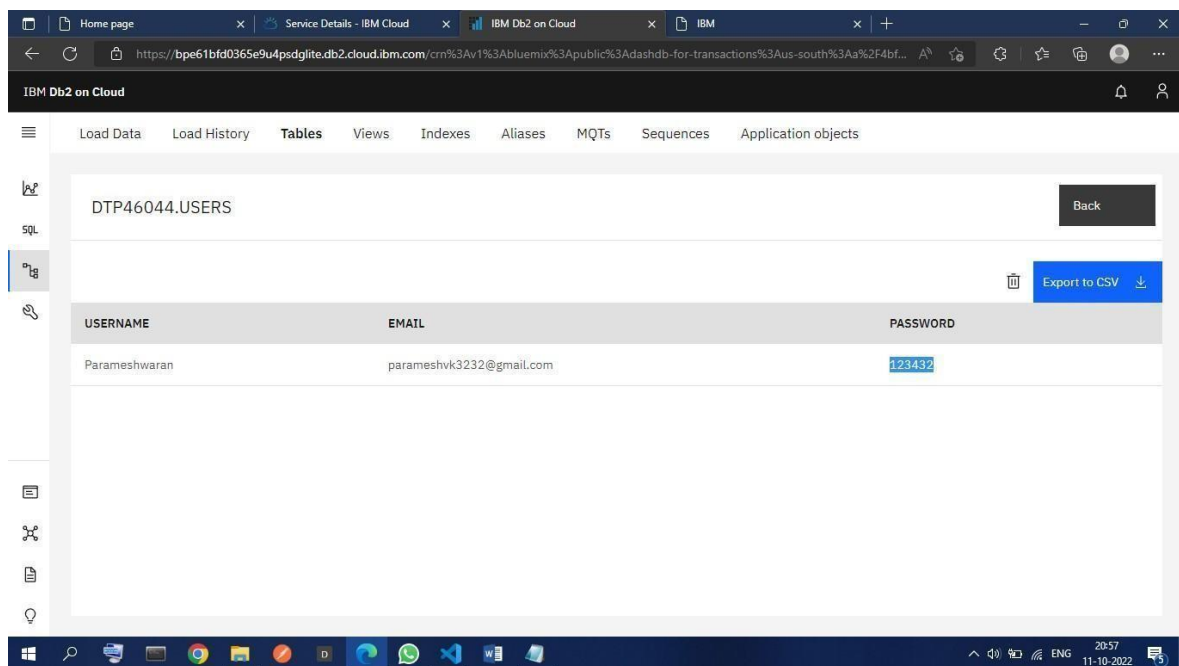 Home page
Service Details - IBM Cloud
IBM Db2 on Cloud
IBM
https://bpe61bfd0365e9u4psdqlite.db2.cloud.ibm.com/crn%3Av1%3Abluemix%3Apublic%3Adashdb-for-transactions%3Aus-south%3Aa%2F4bf...
IBM Db2 on Cloud
Load Data Load History Tables Views Indexes Aliases MQTs Sequences Application objects
DTP46044.USERS
Back
SQL
Export to CSV
USERNAME EMAIL PASSWORD
Parameshwaran parameshvk3232@gmail.com 123432
ENG
20:57
11-10-2022